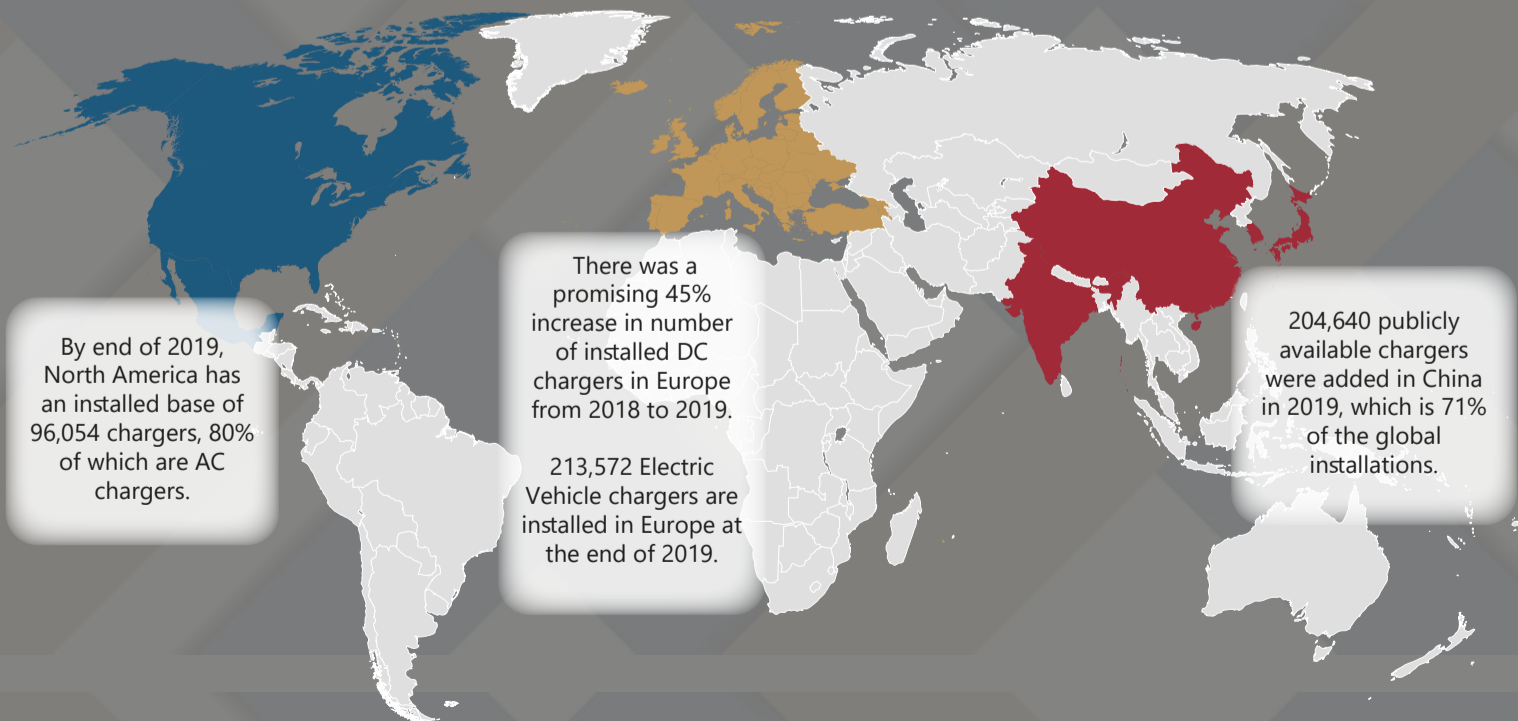 By end of 2019,
North America has
an installed base of
96,054 chargers, 80%
of which are AC
chargers.
There was a
promising 45%
increase in number
of installed DC
chargers in Europe
from 2018 to 2019.
213,572 Electric
Vehicle chargers are
installed in Europe at
the end of 2019.
204,640 publicly
available chargers
were added in China
in 2019, which is 71%
of the global
installations.